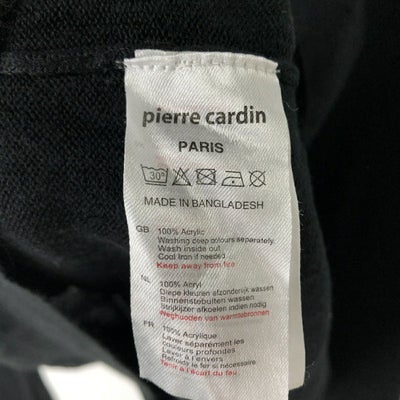 pierre cardin
PARIS
30°
MADE IN BANGLADESH
GB 100% Acrylic
Washing deep colours separately.
Wash inside out
Cool Iron if needed
Keep away from fire
NL 100% Acryl
Diepe kleuren afzonderlijk wassen
Binnenstebuiten wassen
Strijkijzer afkoelen indien nodig
Weghouden van warmtebronnen
FR 100% Acrylique
Laver séparément les
couleurs profondes
Laver à l'envers
Refroidir le fer si nécessaire
Tenir à l'écart du feu